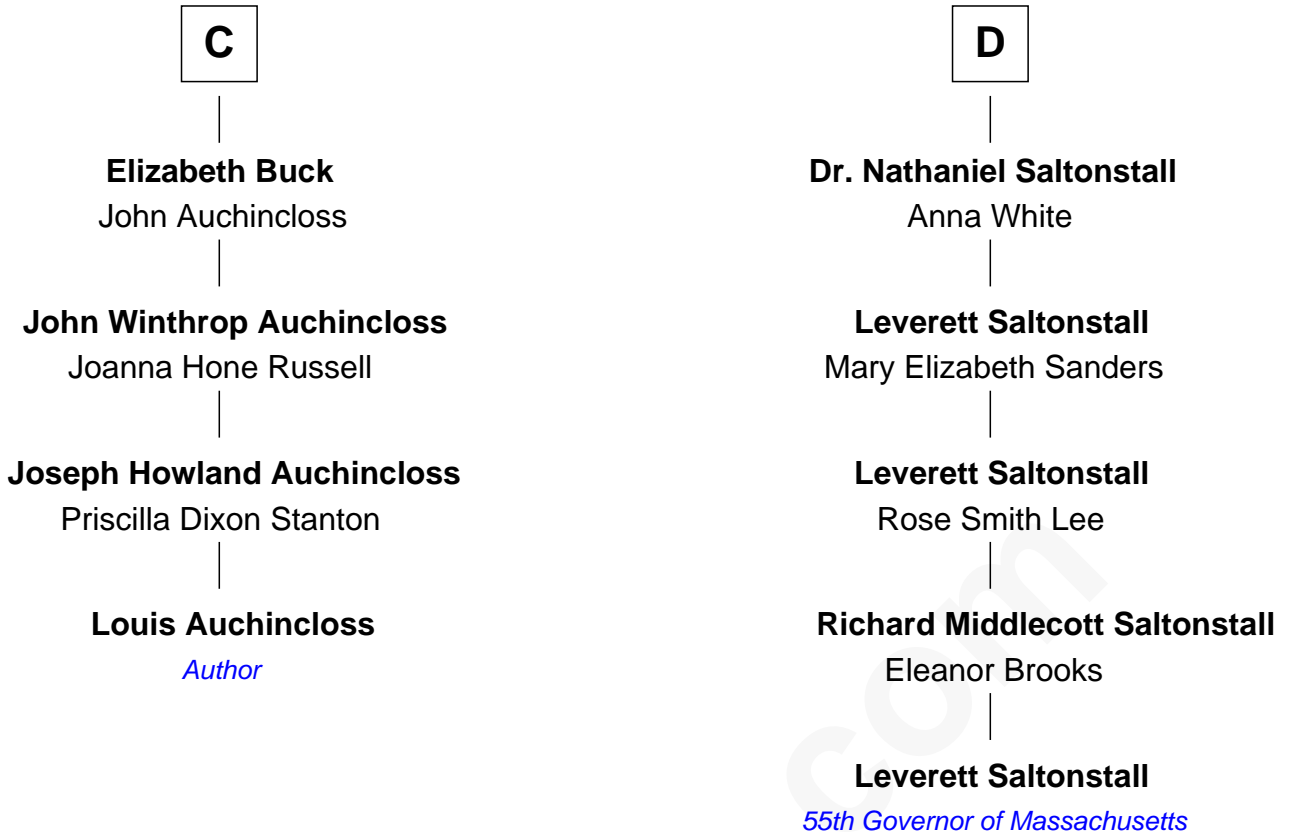 C
Elizabeth Buck
John Auchincloss
John Winthrop Auchincloss
Joanna Hone Russell
Joseph Howland Auchincloss
Priscilla Dixon Stanton
Louis Auchincloss
Author
D
Dr. Nathaniel Saltonstall
Anna White
Leverett Saltonstall
Mary Elizabeth Sanders
Leverett Saltonstall
Rose Smith Lee
Richard Middlecott Saltonstall
Eleanor Brooks
Leverett Saltonstall
55th Governor of Massachusetts
com